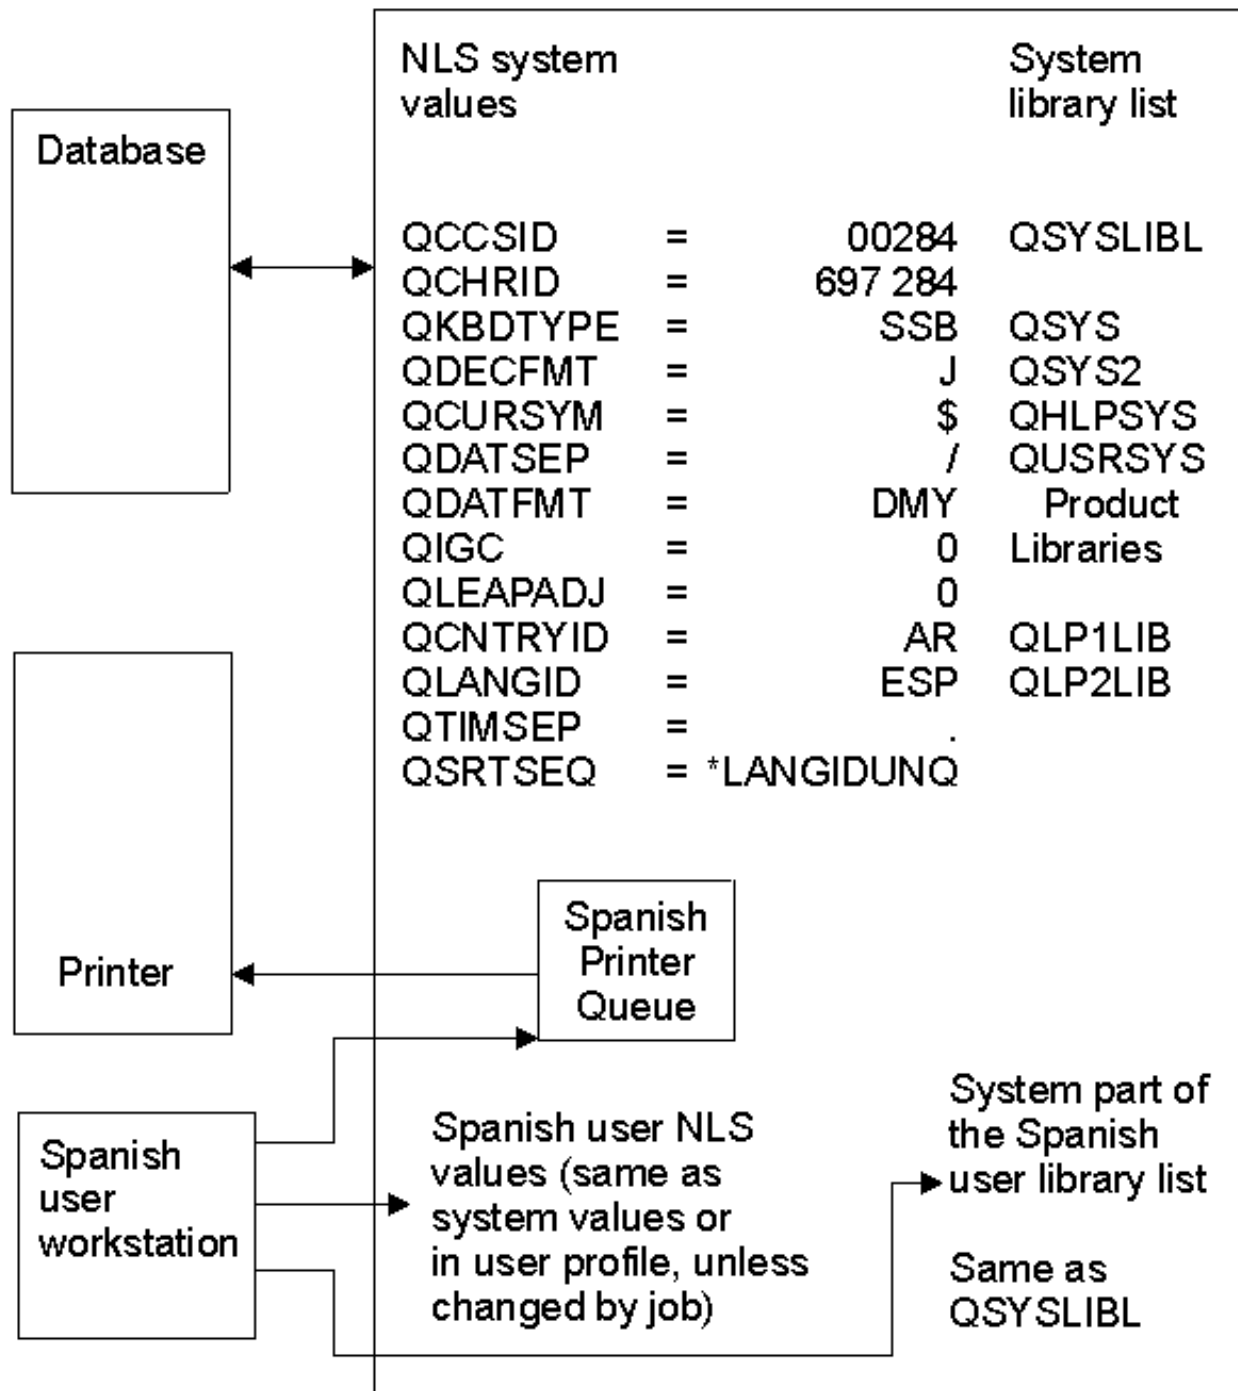 NLS system
values
System
library list
Database
QCCSID = 00284 QSYSLIBL
QCHRID = 697 284
QKBDTYPE = SSB QSYS
QDECFMT = J QSYS2
QCURSYM = $ QHLPSYS
QDATSEP = / QUSRSYS
QDATFMT = DMY Product
QIGC = 0 Libraries
QLEAPADJ = 0
QCNTRYID = AR QLP1LIB
QLANGID = ESP QLP2LIB
QTIMSEP = .
QSRTSEQ = *LANGIDUNQ
Spanish
Printer
Queue
Printer
Spanish
user
workstation
Spanish user NLS
values (same as
system values or
in user profile, unless
changed by job)
System part of
the Spanish
user library list
Same as
QSYSLIBL